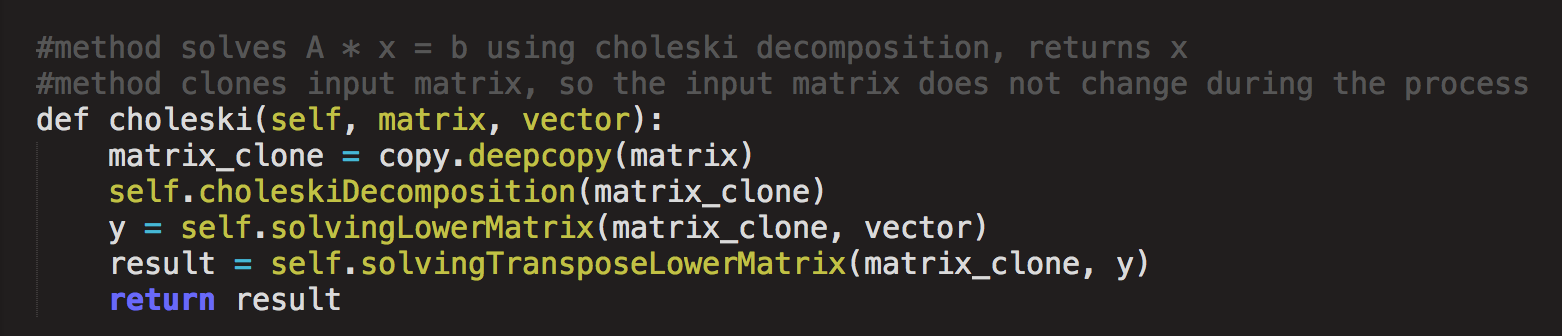 #method solves A * x = b using choleski decomposition, returns x
#method clones input matrix, so the input matrix does not change during the process
def choleski(self, matrix, vector):
    matrix_clone = copy.deepcopy(matrix)
    self.choleskiDecomposition(matrix_clone)
    y = self.solvingLowerMatrix(matrix_clone, vector)
    result = self.solvingTransposeLowerMatrix(matrix_clone, y)
    return result